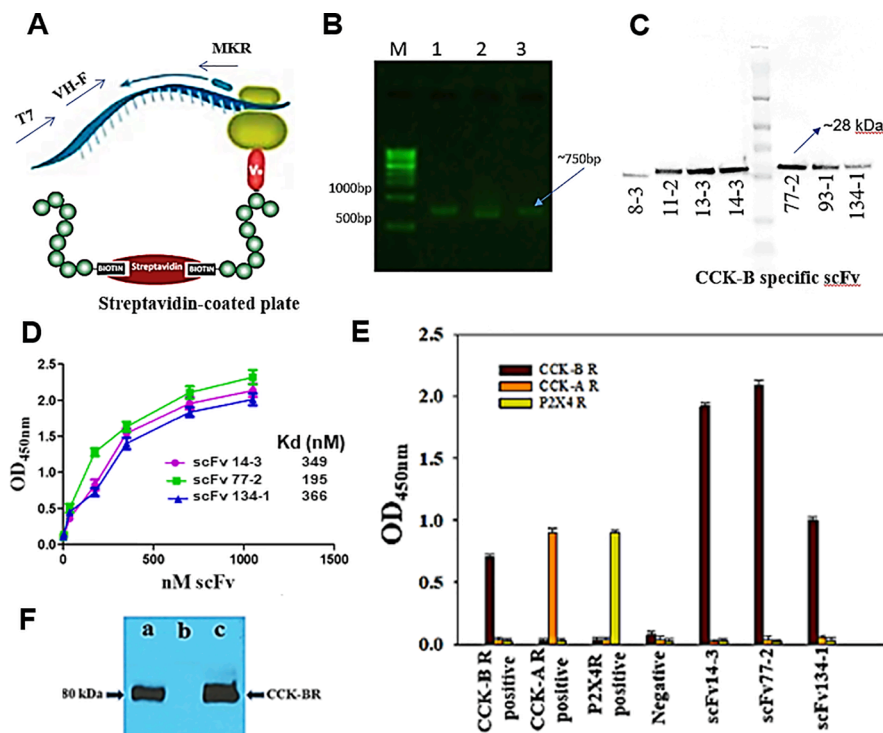 A
MKR
VH-F
T7
V₀
BIOTIN
Streptavidin
BIOTIN
Streptavidin-coated plate
B
M 1 2 3
~750bp
1000bp
500bp
C
~28 kDa
8-3
11-2
13-3
14-3
77-2
93-1
134-1
CCK-B specific scFv
D
2.5
2.0
1.5
1.0
0.5
0.0
OD450nm
Kd (nM)
scFv 14-3 349
scFv 77-2 195
scFv 134-1 366
0 500 1000 1500
nM scFv
E
2.5
2.0
1.5
1.0
0.5
0.0
OD450nm
CCK-B R
CCK-A R
P2X4 R
CCK-B R positive
CCK-A R positive
P2X4R positive
Negative
scFv14-3
scFv77-2
scFv134-1
F
a b c
80 kDa
CCK-BR